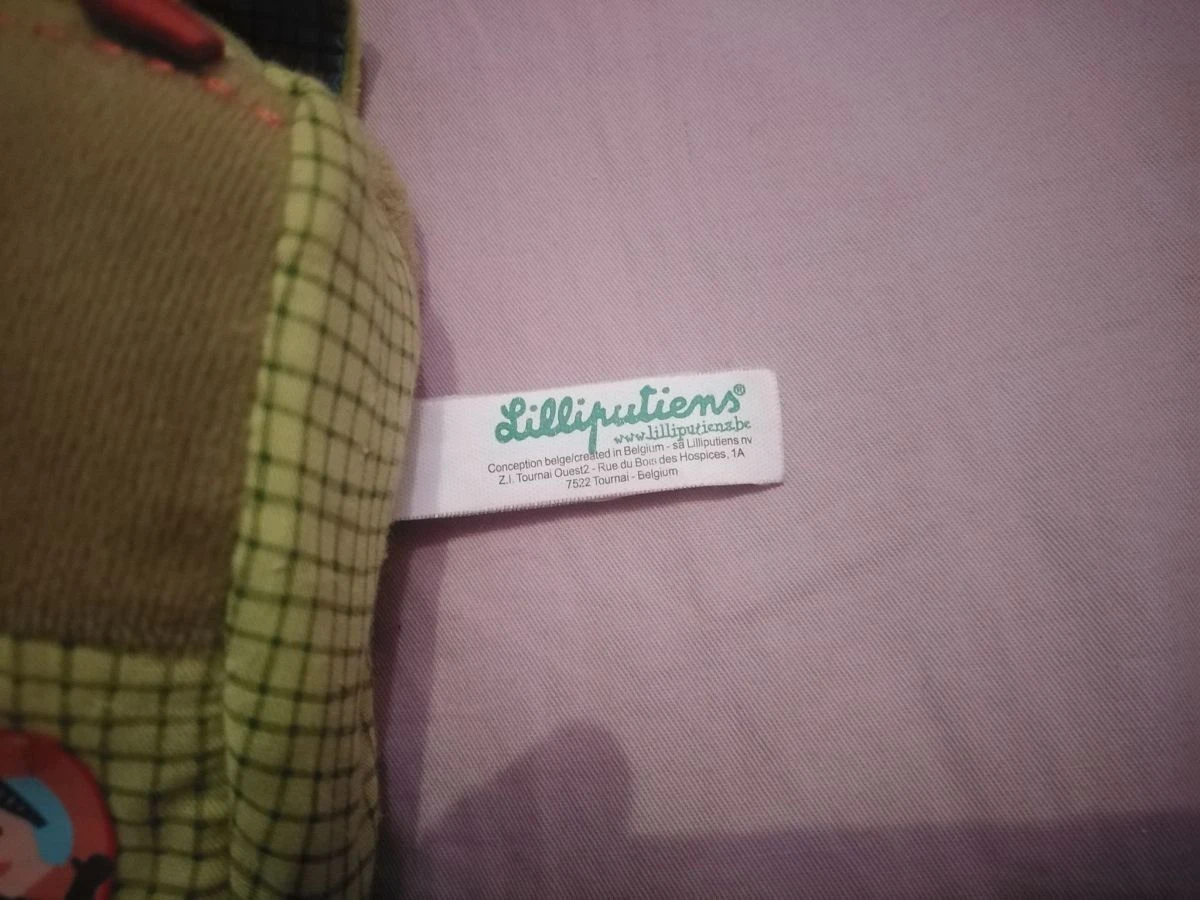 Lilliputiens®
www.lilliputiens.be
Conception belge/created in Belgium - sa Lilliputiens nv
Z.I. Tournai Ouest2 - Rue du Bois des Hospices, 1A
7522 Tournai - Belgium